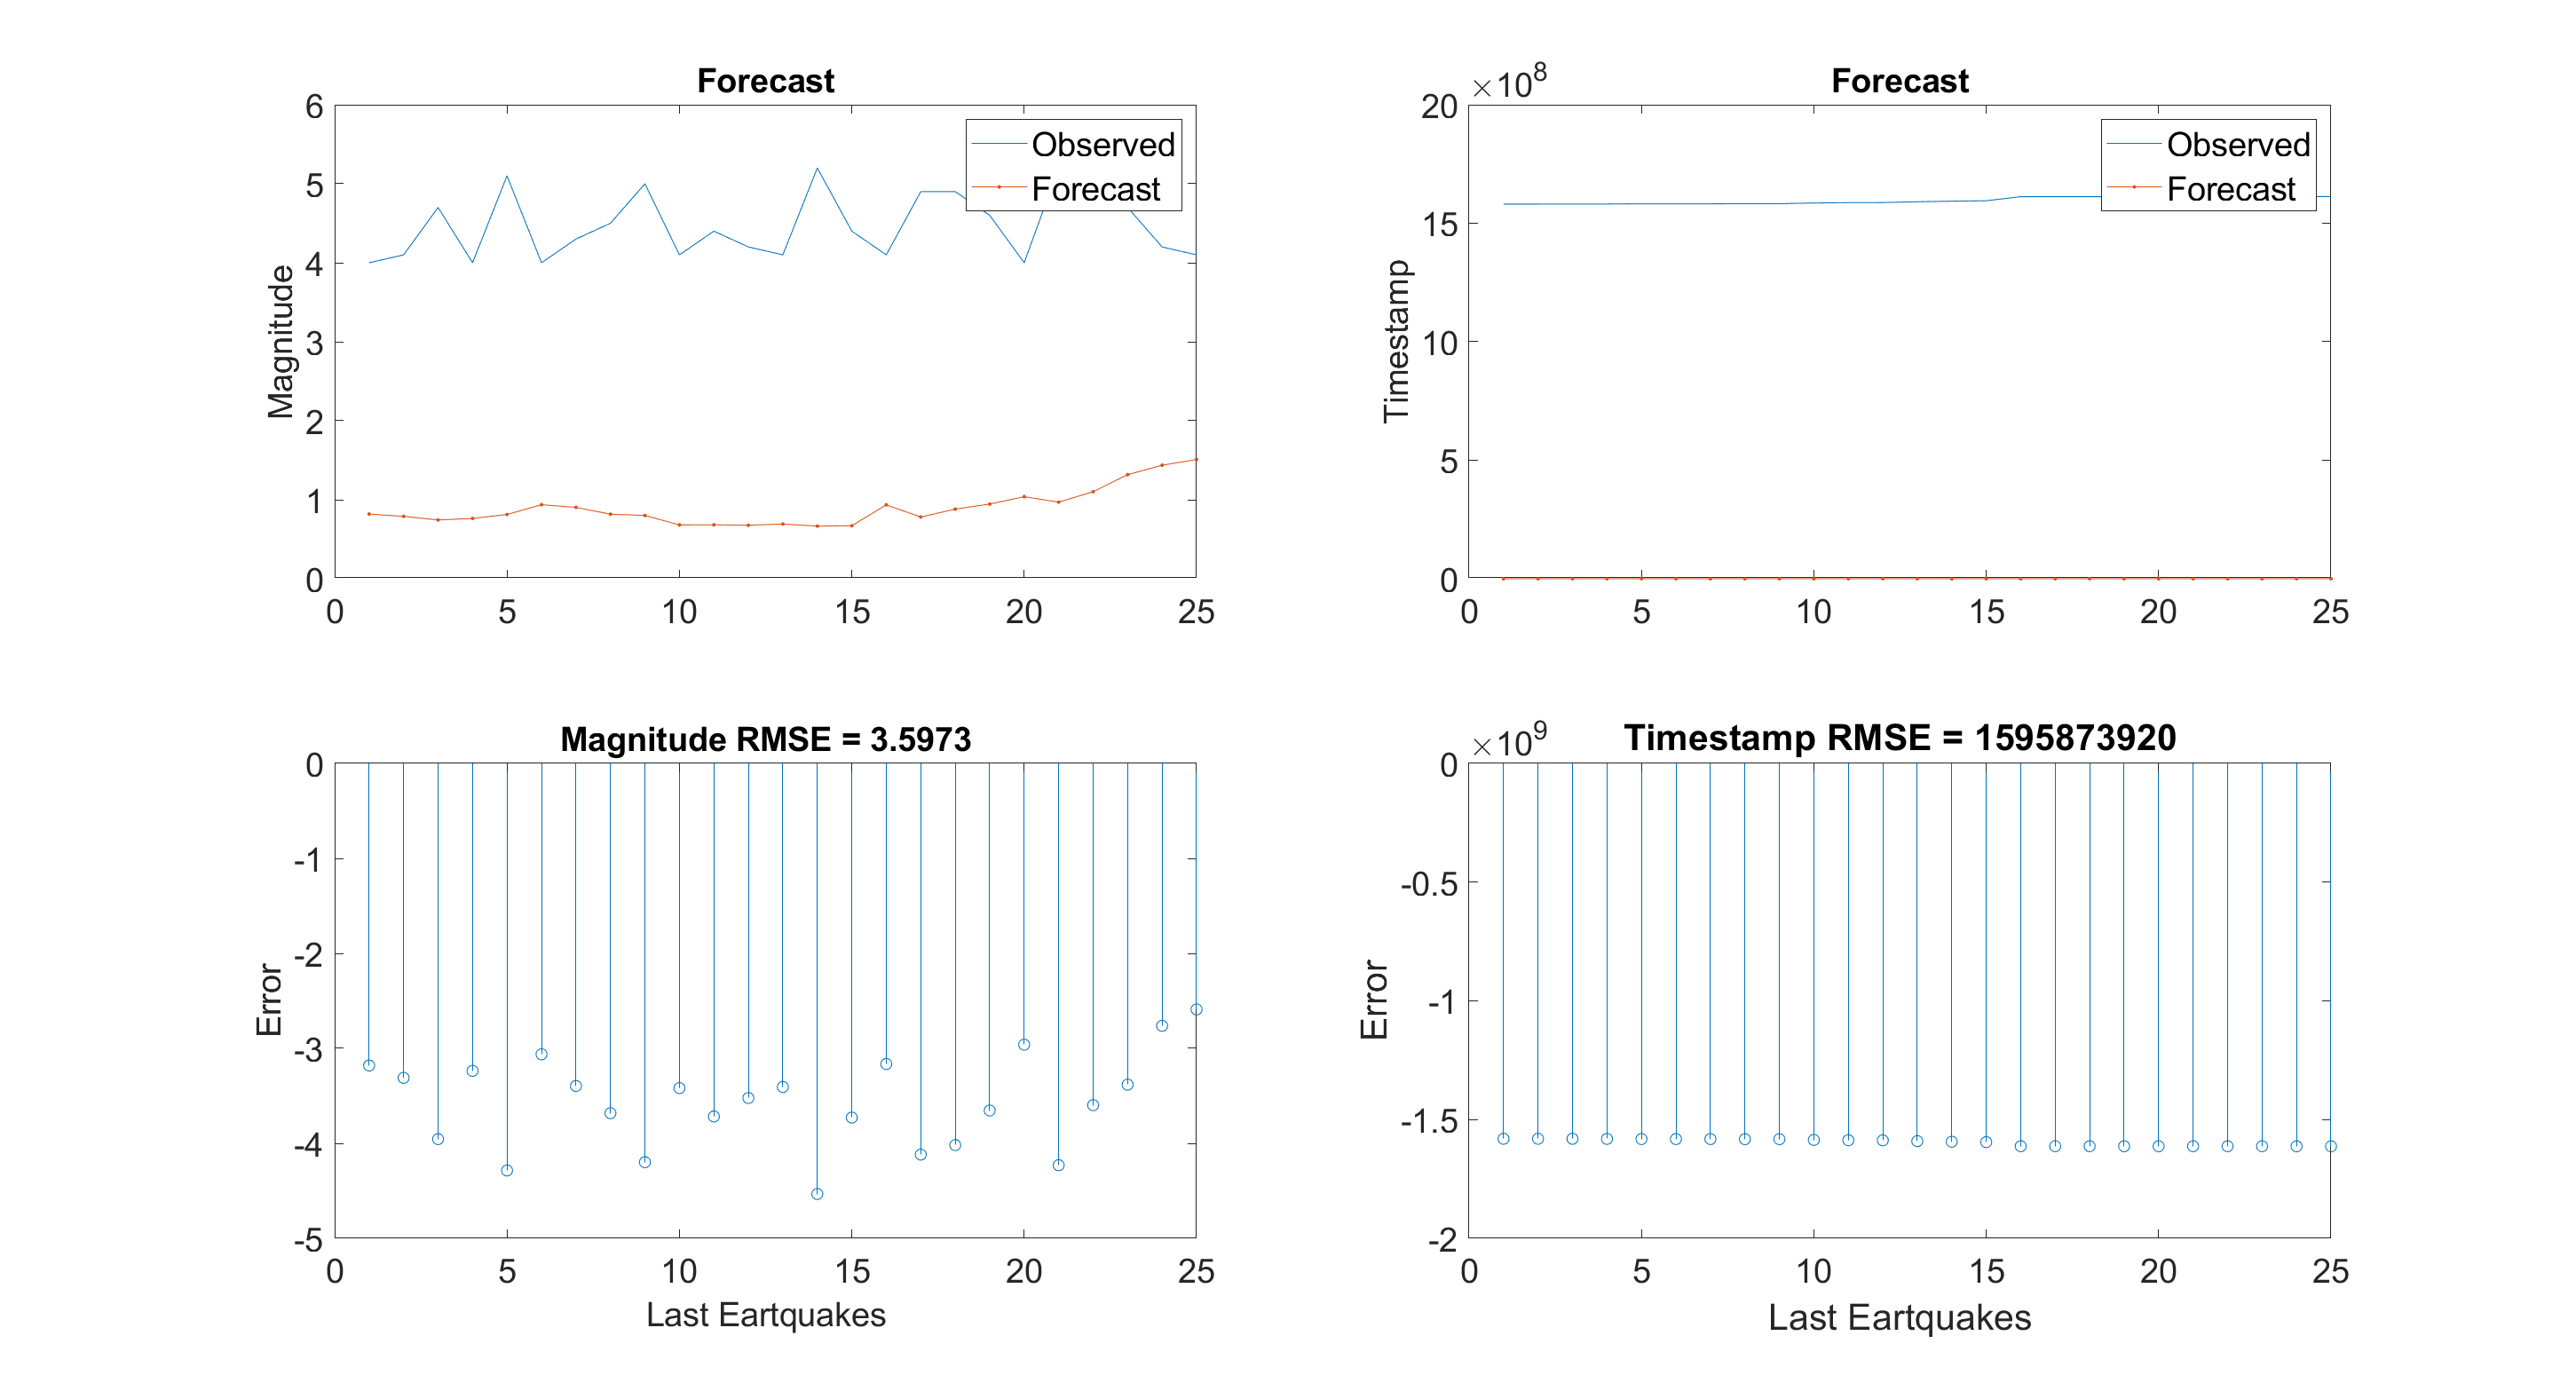 Forecast
6
5
4
3
2
1
0
Magnitude
Observed
Forecast
0 5 10 15 20 25
Forecast
×10^8
20
15
10
5
0
Timestamp
Observed
Forecast
0 5 10 15 20 25
Magnitude RMSE = 3.5973
0
-1
-2
-3
-4
-5
Error
0 5 10 15 20 25
Last Eartquakes
Timestamp RMSE = 1595873920
×10^9
0
-0.5
-1
-1.5
-2
Error
0 5 10 15 20 25
Last Eartquakes